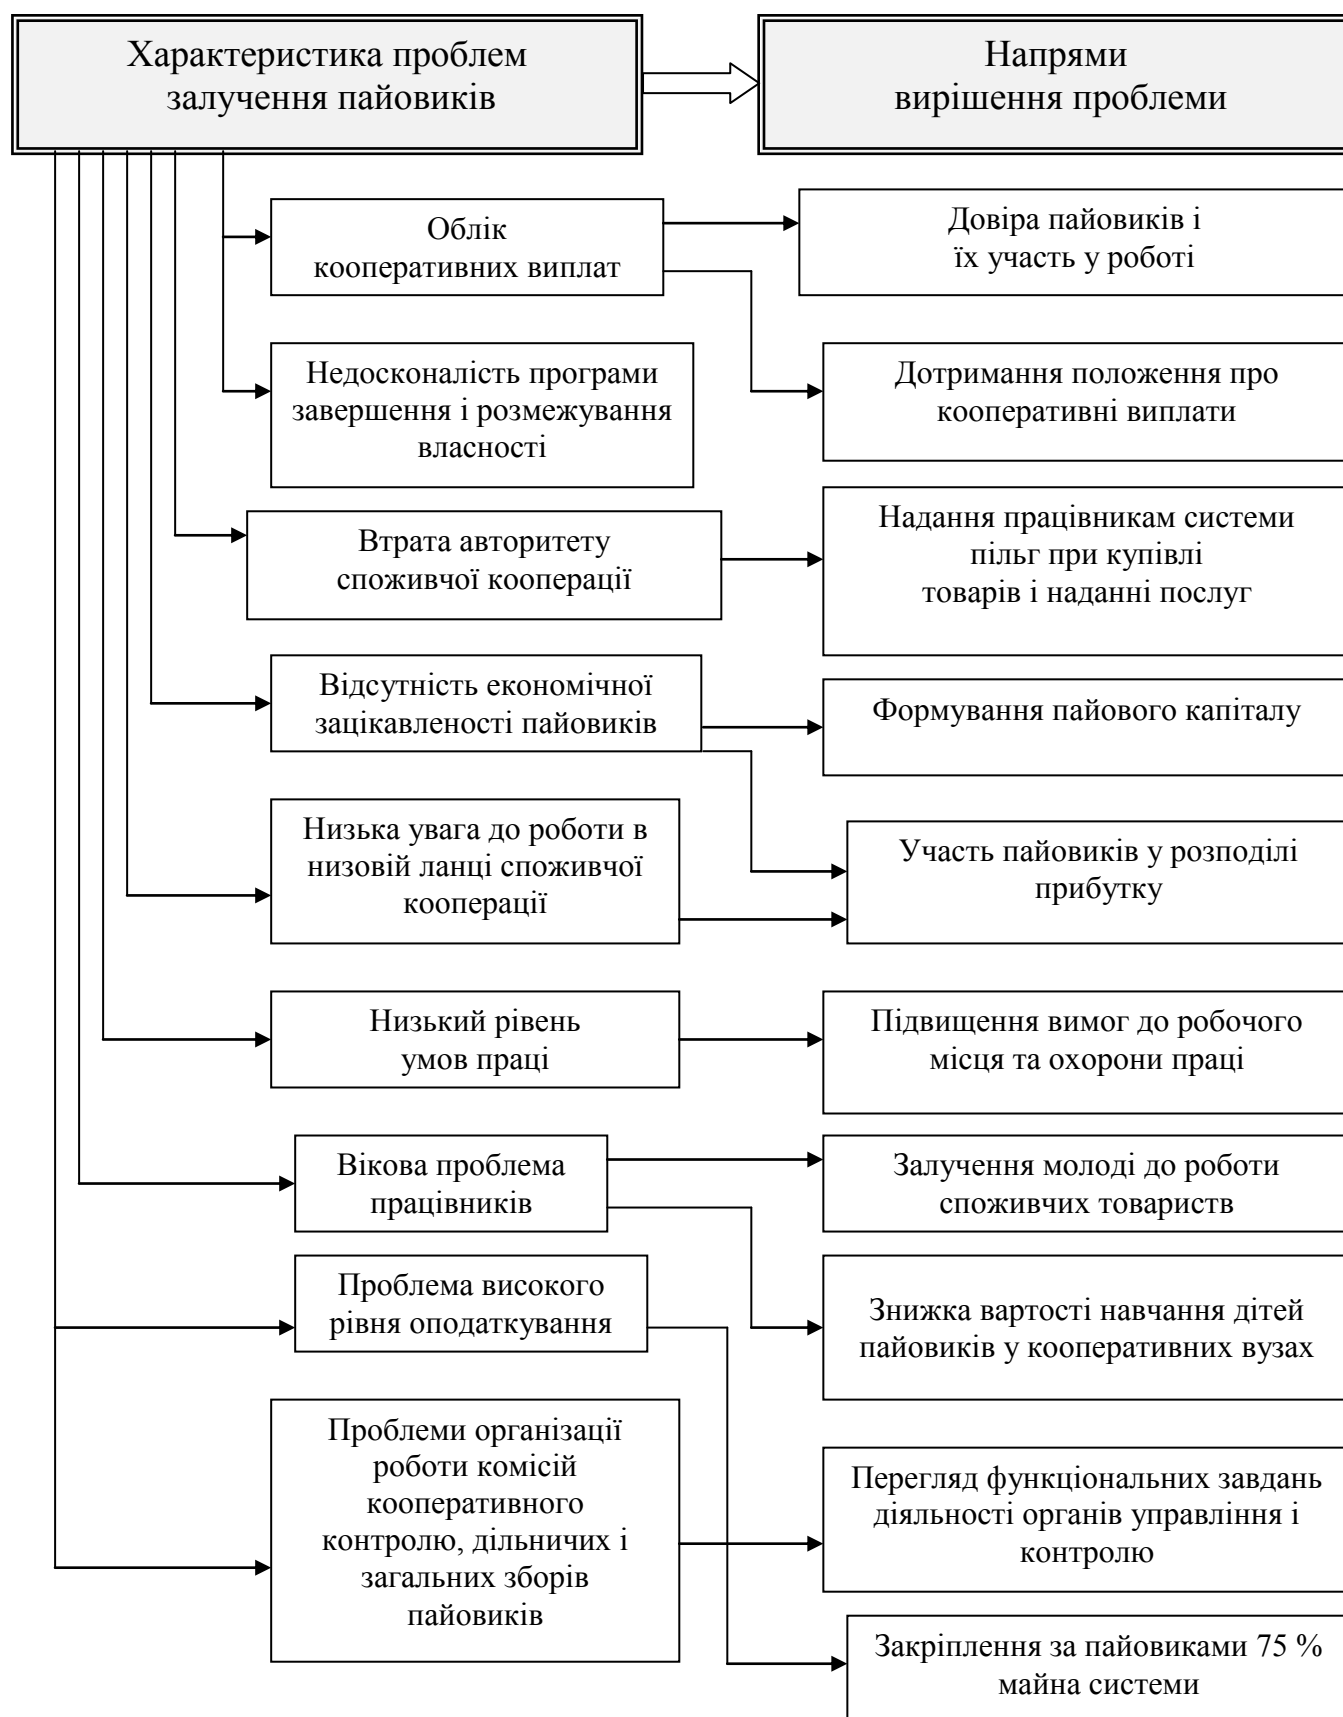 Характеристика проблем
залучення пайовиків
Напрями
вирішення проблеми
Облік
кооперативних виплат
Довіра пайовиків і
їх участь у роботі
Недосконалість програми
завершення і розмежування
власності
Дотримання положення про
кооперативні виплати
Втрата авторитету
споживчої кооперації
Надання працівникам системи
пільг при купівлі
товарів і наданні послуг
Відсутність економічної
зацікавленості пайовиків
Формування пайового капіталу
Низька увага до роботи в
низовій ланці споживчої
кооперації
Участь пайовиків у розподілі
прибутку
Низький рівень
умов праці
Підвищення вимог до робочого
місця та охорони праці
Вікова проблема
працівників
Залучення молоді до роботи
споживчих товариств
Проблема високого
рівня оподаткування
Знижка вартості навчання дітей
пайовиків у кооперативних вузах
Проблеми організації
роботи комісій
кооперативного
контролю, дільничих і
загальних зборів
пайовиків
Перегляд функціональних завдань
діяльності органів управління і
контролю
Закріплення за пайовиками 75 %
майна системи